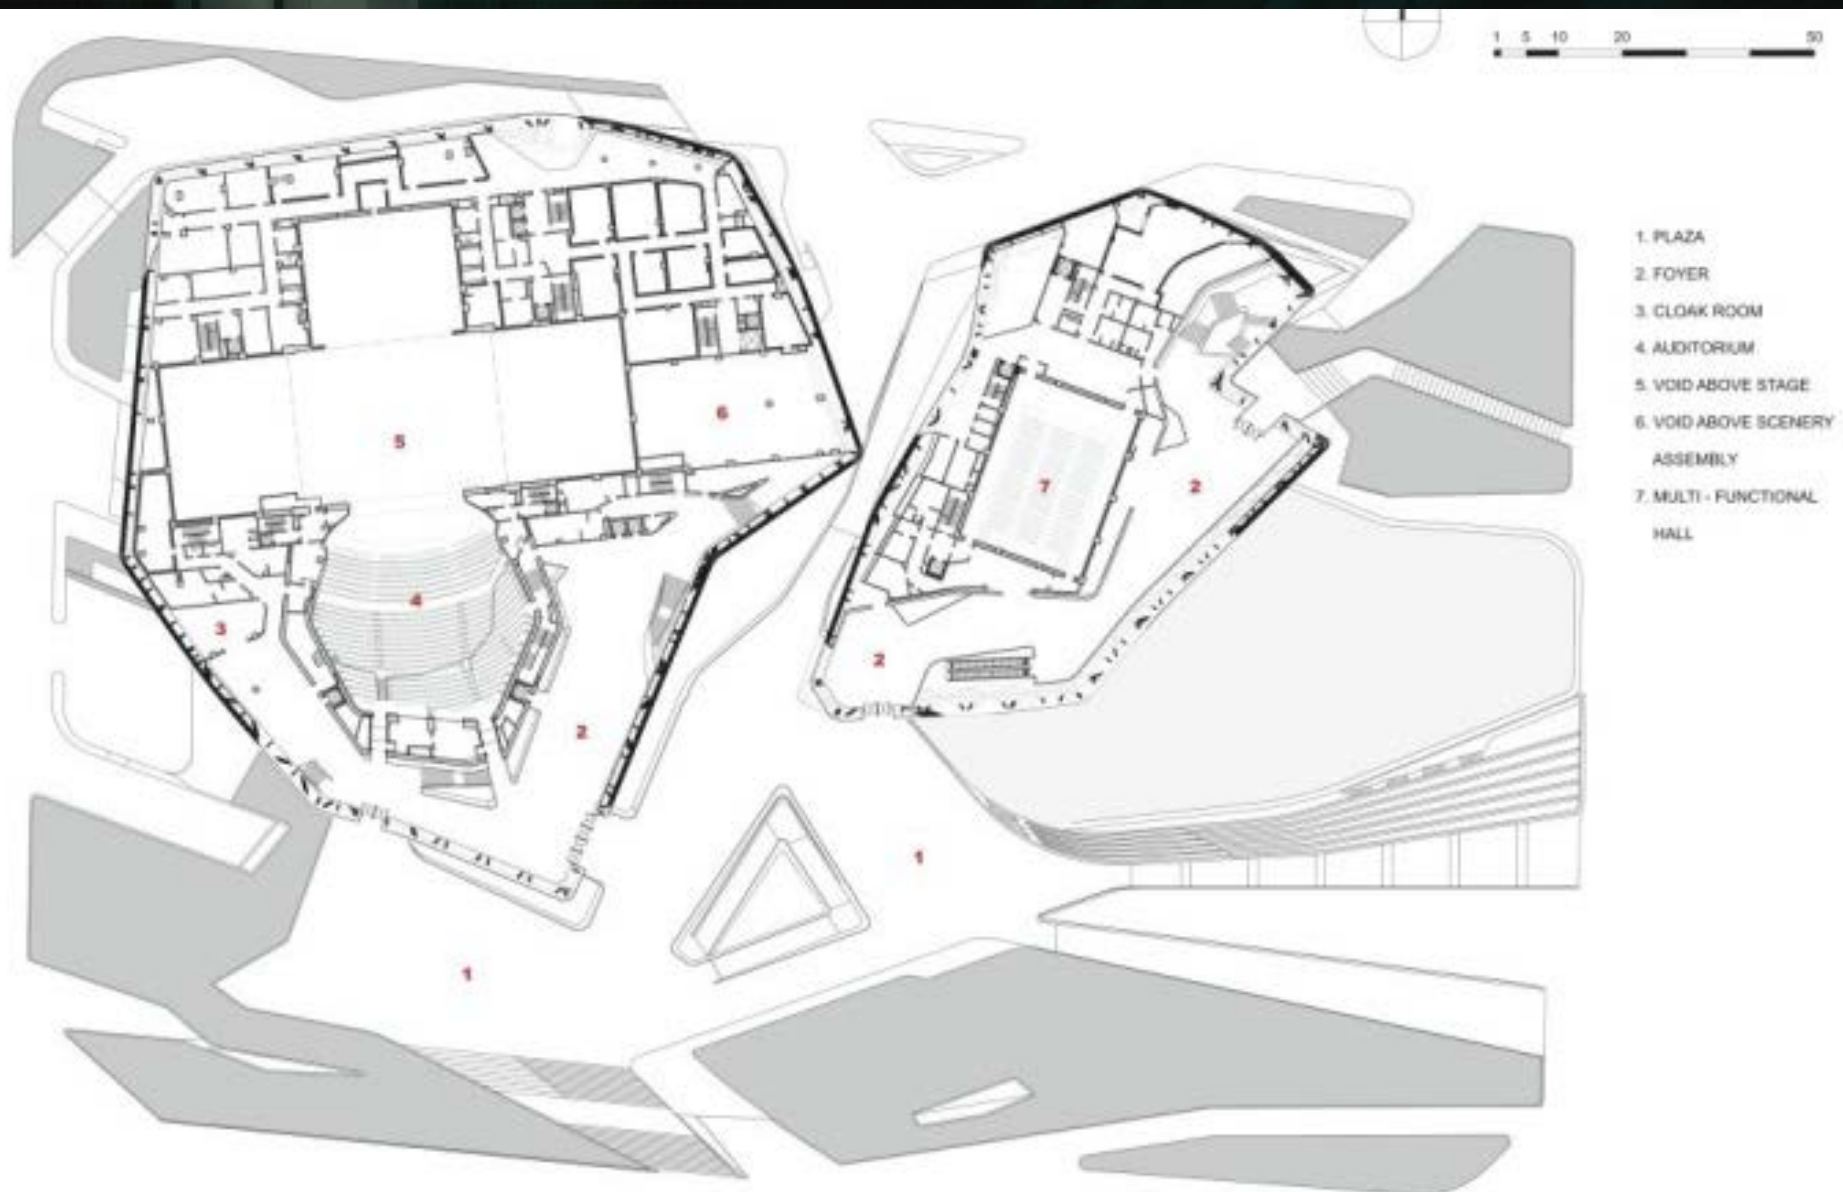 1 5 10 20 50
1. PLAZA
2. FOYER
3. CLOAK ROOM
4. AUDITORIUM
5. VOID ABOVE STAGE
6. VOID ABOVE SCENERY
ASSEMBLY
7. MULTI - FUNCTIONAL
HALL
6
5
7
2
4
3
2
2
1
1